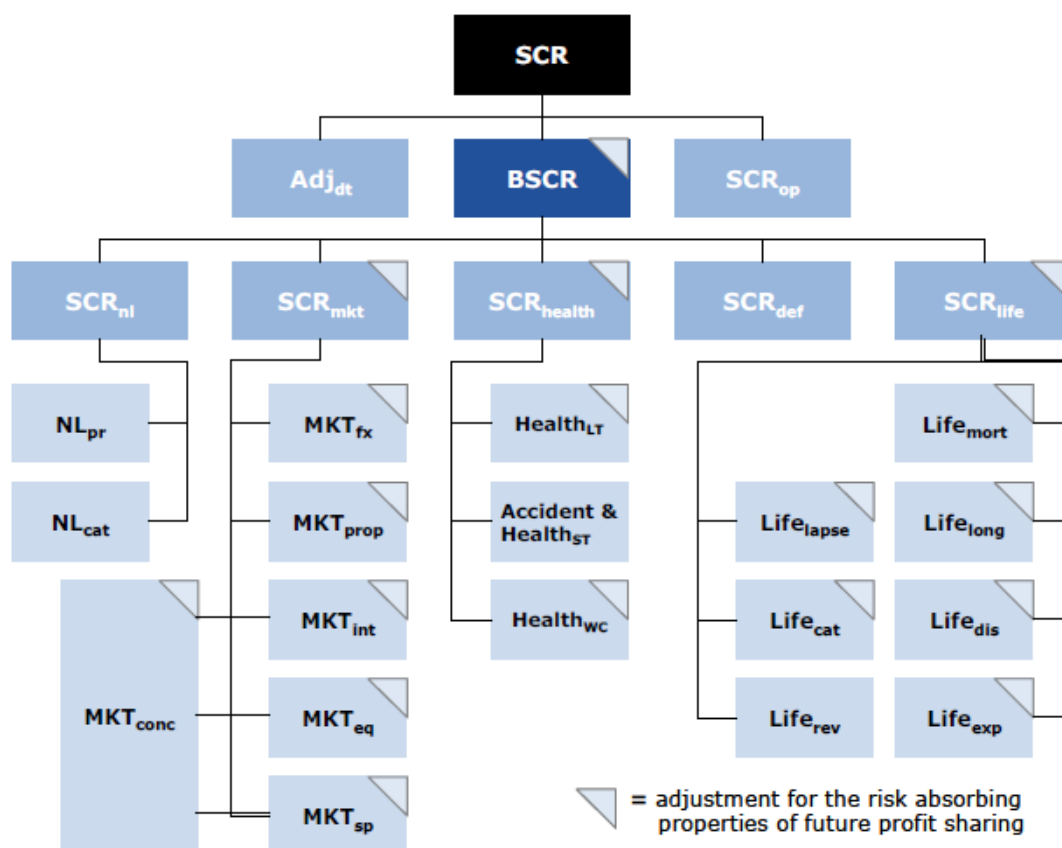 SCR
Adjdt
BSCR
SCRop
SCRnl
SCRmkt
SCRhealth
SCRdef
SCRlife
NLpr
MKTfx
HealthLT
Lifemort
NLcat
MKTprop
Accident &
HealthST
Lifelapse
Lifelong
MKTconc
MKTint
HealthWC
Lifecat
Lifedis
MKTeq
Liferev
Lifeexp
MKTsp
= adjustment for the risk absorbing
properties of future profit sharing